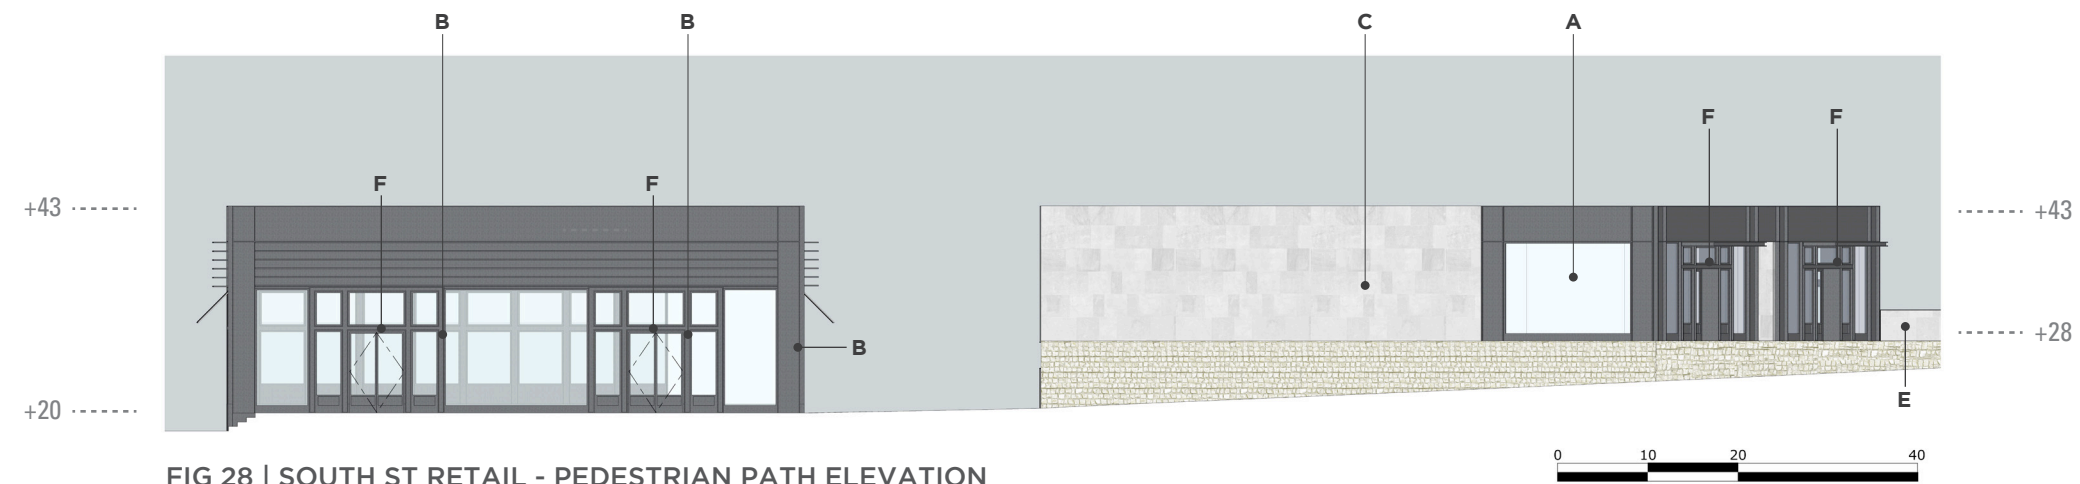 B B C A
F F
F F
+43 +43
B
+28
+20
E
0 10 20 40
FIG 28 | SOUTH ST RETAIL - PEDESTRIAN PATH ELEVATION